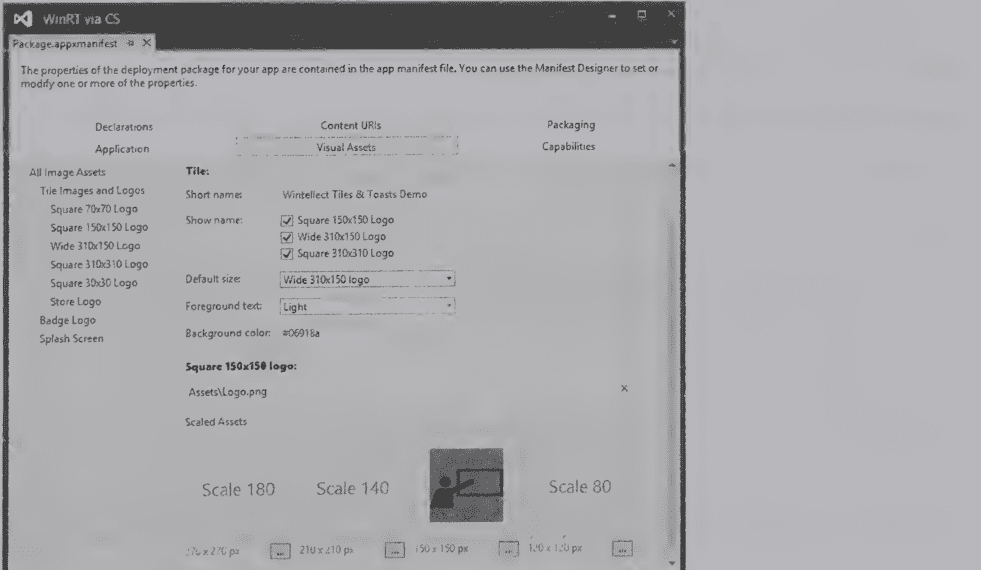 WinRT via CS
Package.appxmanifest
The properties of the deployment package for your app are contained in the app manifest file. You can use the Manifest Designer to set or
modify one or more of the properties.
Declarations Content URIs Packaging
Application Visual Assets Capabilities
All Image Assets
Tile Images and Logos
Square 70x70 Logo
Square 150x150 Logo
Wide 310x150 Logo
Square 310x310 Logo
Square 30x30 Logo
Store Logo
Badge Logo
Splash Screen
Tile:
Short name: Wintellect Tiles & Toasts Demo
Show name: Square 150x150 Logo
Wide 310x150 Logo
Square 310x310 Logo
Default size: Wide 310x150 logo
Foreground text: Light
Background color: #06918a
Square 150x150 logo:
Assets\Logo.png
Scaled Assets
Scale 180 Scale 140 Scale 80
270 x 270 px ... 210 x 210 px ... 150 x 150 px ... 120 x 120 px ...